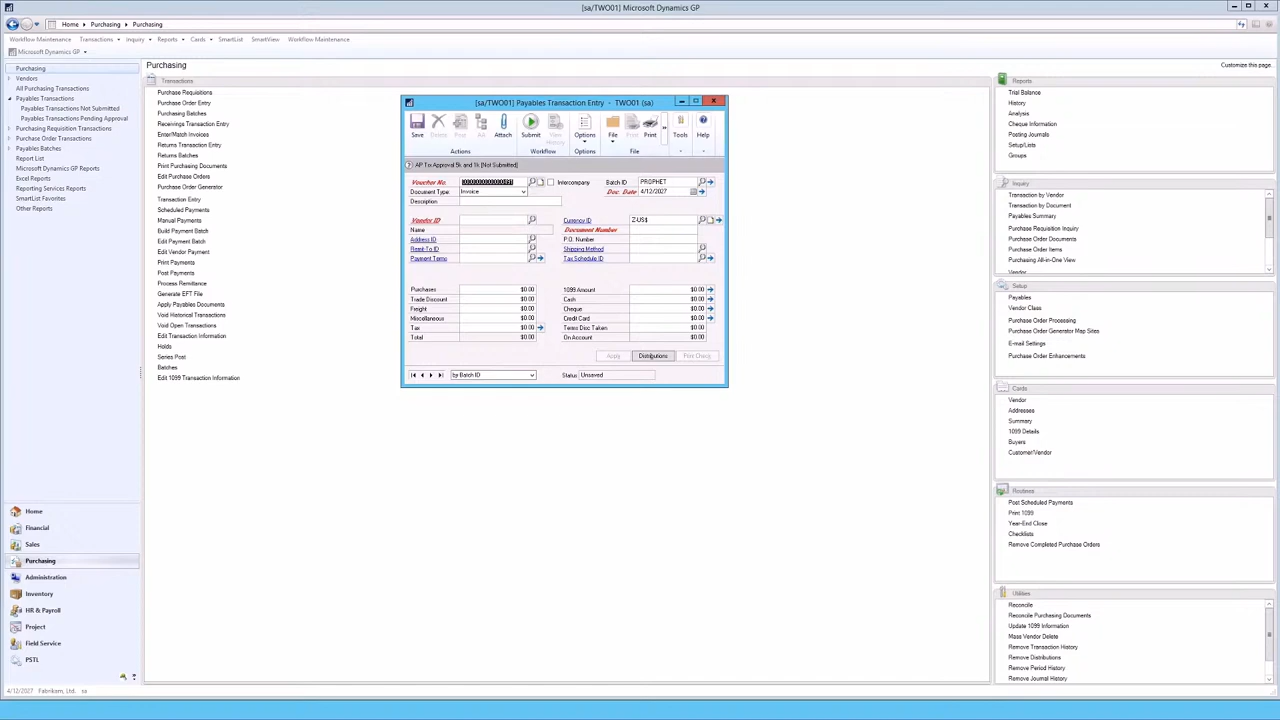 [sa/TWO01] Microsoft Dynamics GP
Home Purchasing Purchasing
Workflow Maintenance Transactions Inquiry Reports Cards SmartList SmartView Workflow Maintenance
Microsoft Dynamics GP
Purchasing
Vendors
All Purchasing Transactions
Payables Transactions
Payables Transactions Not Submitted
Payables Transactions Pending Approval
Purchasing Requisition Transactions
Purchase Order Transactions
Payables Batches
Report List
Microsoft Dynamics GP Reports
Excel Reports
Reporting Services Reports
SmartList Favorites
Other Reports
Home
Financial
Sales
Purchasing
Administration
Inventory
HR & Payroll
Project
Field Service
PSTL
Purchasing
Customize this page.
Transactions
Purchase Requisitions
Purchase Order Entry
Purchasing Batches
Receivings Transaction Entry
Enter/Match Invoices
Returns Transaction Entry
Returns Batches
Print Purchasing Documents
Edit Purchase Orders
Purchase Order Generator
Transaction Entry
Scheduled Payments
Manual Payments
Build Payment Batch
Edit Payment Batch
Edit Vendor Payment
Print Payments
Post Payments
Process Remittance
Generate EFT File
Apply Payables Documents
Void Historical Transactions
Void Open Transactions
Edit Transaction Information
Holds
Series Post
Batches
Edit 1099 Transaction Information
[sa/TWO01] Payables Transaction Entry - TWO01 (sa)
Save Delete Post Attach Submit View History Options File Print Tools Help
Actions Workflow Options File
AP Trx Approval 5k and 1k [Not Submitted]
Voucher No. Intercompany Batch ID PROPHET
Document Type Invoice Doc. Date 4/12/2027
Description
Vendor ID Currency ID Z-US$
Name Document Number
Address ID P.O. Number
Remit-To ID Shipping Method
Payment Terms Tax Schedule ID
Purchases $0.00 1099 Amount $0.00
Trade Discount $0.00 Cash $0.00
Freight $0.00 Cheque $0.00
Miscellaneous $0.00 Credit Card $0.00
Tax $0.00 Terms Disc Taken $0.00
Total $0.00 On Account $0.00
Apply Distributions
by Batch ID Status Unsaved
Reports
Trial Balance
History
Analysis
Cheque Information
Posting Journals
Setup/Lists
Groups
Inquiry
Transaction by Vendor
Transaction by Document
Payables Summary
Purchase Requisition Inquiry
Purchase Order Documents
Purchase Order Items
Purchasing All-in-One View
Vendor
Setup
Payables
Vendor Class
Purchase Order Processing
Purchase Order Generator Map Sites
E-mail Settings
Purchase Order Enhancements
Cards
Vendor
Addresses
Summary
1099 Details
Buyers
Customer/Vendor
Routines
Post Scheduled Payments
Print 1099
Year-End Close
Checklists
Remove Completed Purchase Orders
Utilities
Reconcile
Reconcile Purchasing Documents
Update 1099 Information
Mass Vendor Delete
Remove Transaction History
Remove Distributions
Remove Period History
Remove Journal History
4/12/2027 Fabrikam, Ltd. sa